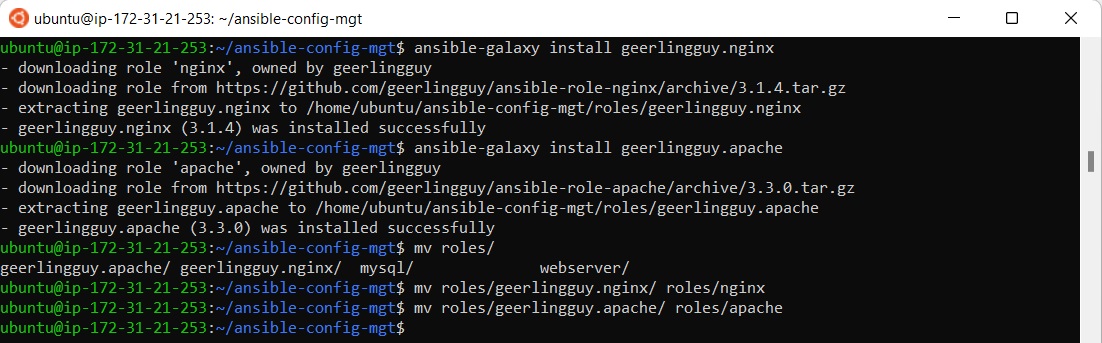 ubuntu@ip-172-31-21-253: ~/ansible-config-mgt
ubuntu@ip-172-31-21-253:~/ansible-config-mgt$ ansible-galaxy install geerlingguy.nginx
- downloading role 'nginx', owned by geerlingguy
- downloading role from https://github.com/geerlingguy/ansible-role-nginx/archive/3.1.4.tar.gz
- extracting geerlingguy.nginx to /home/ubuntu/ansible-config-mgt/roles/geerlingguy.nginx
- geerlingguy.nginx (3.1.4) was installed successfully
ubuntu@ip-172-31-21-253:~/ansible-config-mgt$ ansible-galaxy install geerlingguy.apache
- downloading role 'apache', owned by geerlingguy
- downloading role from https://github.com/geerlingguy/ansible-role-apache/archive/3.3.0.tar.gz
- extracting geerlingguy.apache to /home/ubuntu/ansible-config-mgt/roles/geerlingguy.apache
- geerlingguy.apache (3.3.0) was installed successfully
ubuntu@ip-172-31-21-253:~/ansible-config-mgt$ mv roles/
geerlingguy.apache/ geerlingguy.nginx/  mysql/              webserver/
ubuntu@ip-172-31-21-253:~/ansible-config-mgt$ mv roles/geerlingguy.nginx/ roles/nginx
ubuntu@ip-172-31-21-253:~/ansible-config-mgt$ mv roles/geerlingguy.apache/ roles/apache
ubuntu@ip-172-31-21-253:~/ansible-config-mgt$